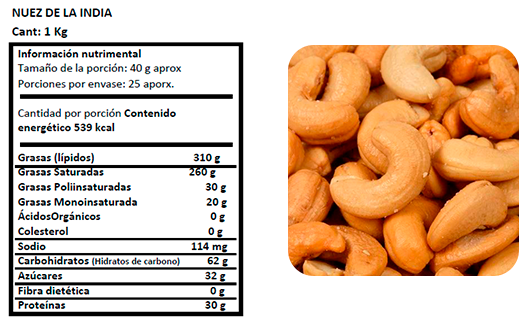 NUEZ DE LA INDIA
Cant: 1 Kg
Información nutrimental
Tamaño de la porción: 40 g aprox
Porciones por envase: 25 aporx.
Cantidad por porción Contenido
energético 539 kcal
Grasas (lípidos) 310 g
Grasas Saturadas 260 g
Grasas Poliinsaturadas 30 g
Grasas Monoinsaturada 20 g
ÁcidosOrgánicos 0 g
Colesterol 0 g
Sodio 114 mg
Carbohidratos (Hidratos de carbono) 62 g
Azúcares 32 g
Fibra dietética 0 g
Proteínas 30 g